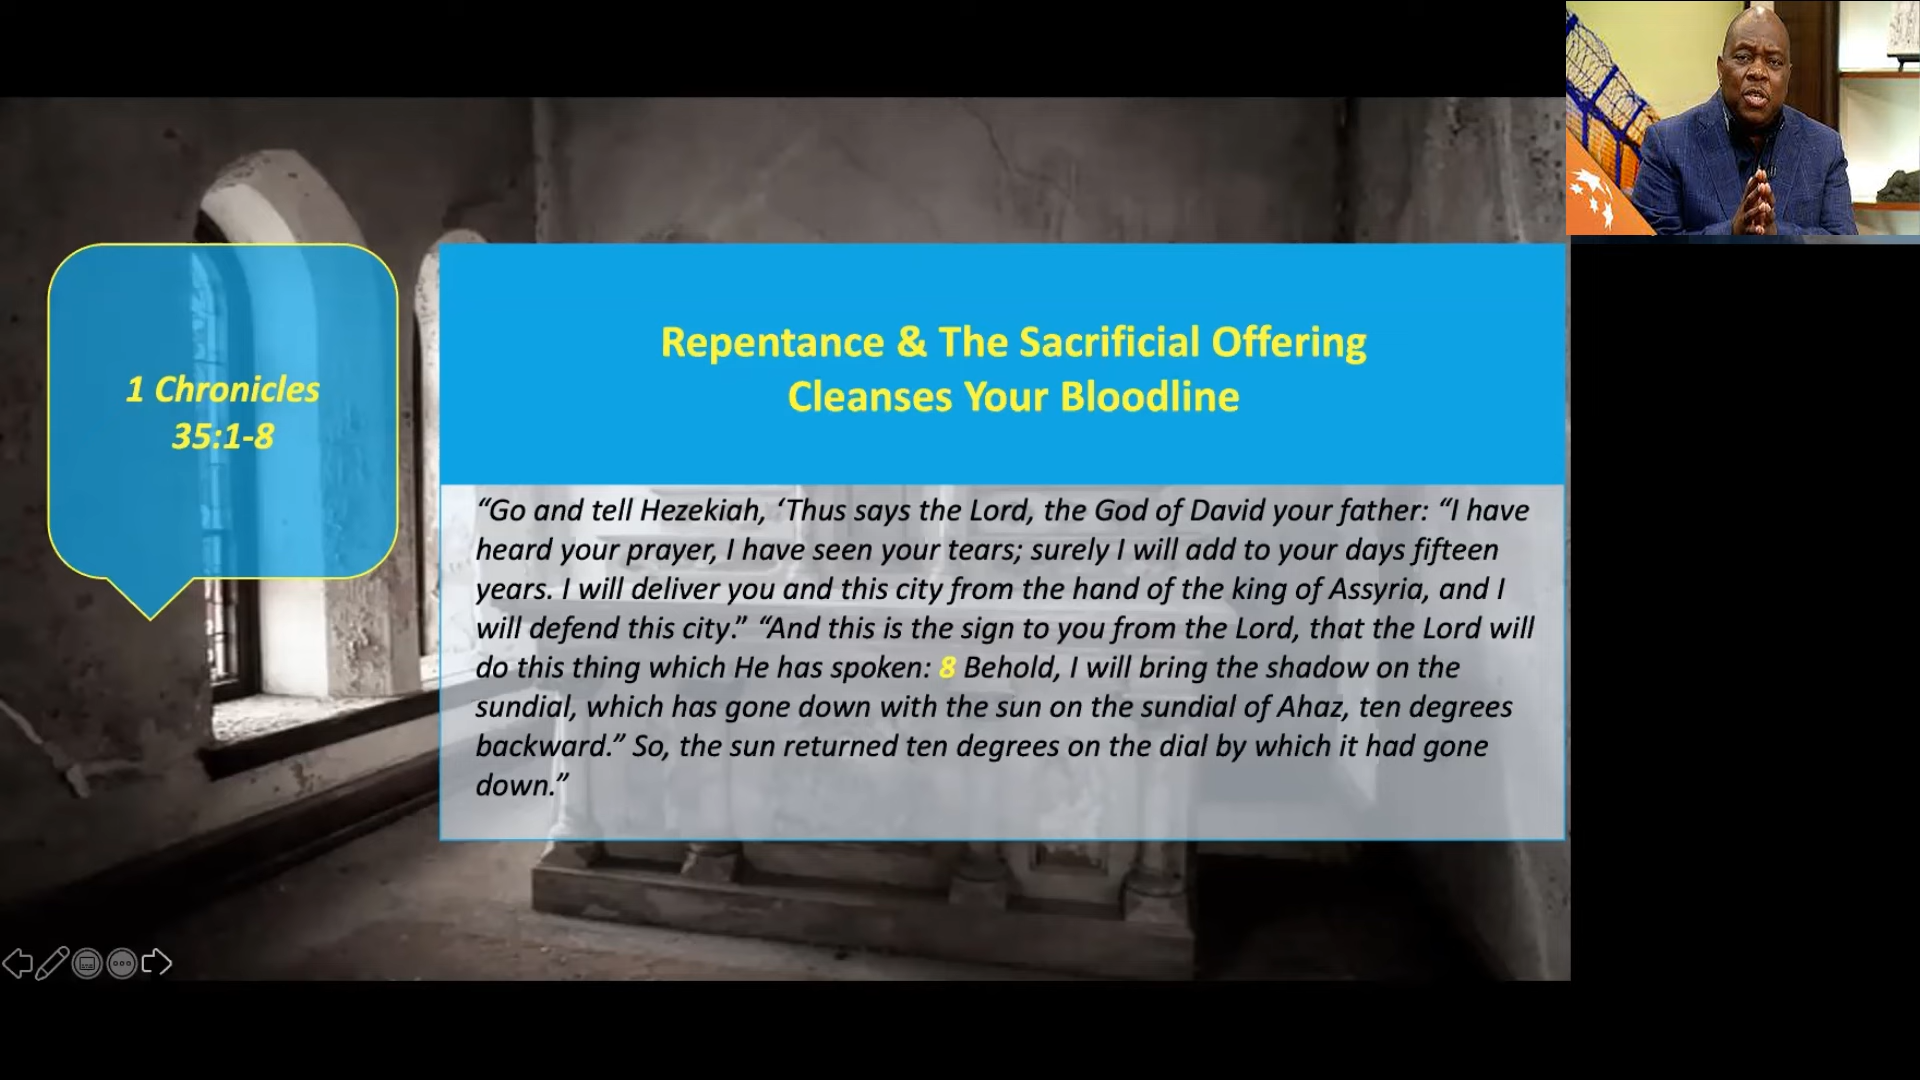 1 Chronicles
35:1-8
Repentance & The Sacrificial Offering
Cleanses Your Bloodline
“Go and tell Hezekiah, ‘Thus says the Lord, the God of David your father: “I have
heard your prayer, I have seen your tears; surely I will add to your days fifteen
years. I will deliver you and this city from the hand of the king of Assyria, and I
will defend this city.” “And this is the sign to you from the Lord, that the Lord will
do this thing which He has spoken: 8 Behold, I will bring the shadow on the
sundial, which has gone down with the sun on the sundial of Ahaz, ten degrees
backward.” So, the sun returned ten degrees on the dial by which it had gone
down.”